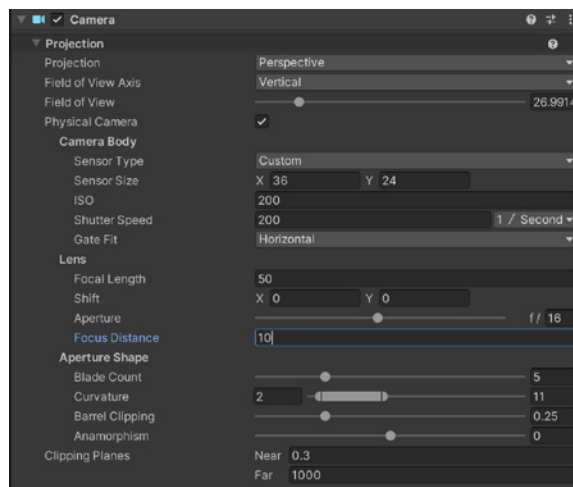 Camera
Projection
Projection Perspective
Field of View Axis Vertical
Field of View 26.9914
Physical Camera
Camera Body
Sensor Type Custom
Sensor Size X 36 Y 24
ISO 200
Shutter Speed 200 1 / Second
Gate Fit Horizontal
Lens
Focal Length 50
Shift X 0 Y 0
Aperture f / 16
Focus Distance 10
Aperture Shape
Blade Count 5
Curvature 2 11
Barrel Clipping 0.25
Anamorphism 0
Clipping Planes Near 0.3
Far 1000